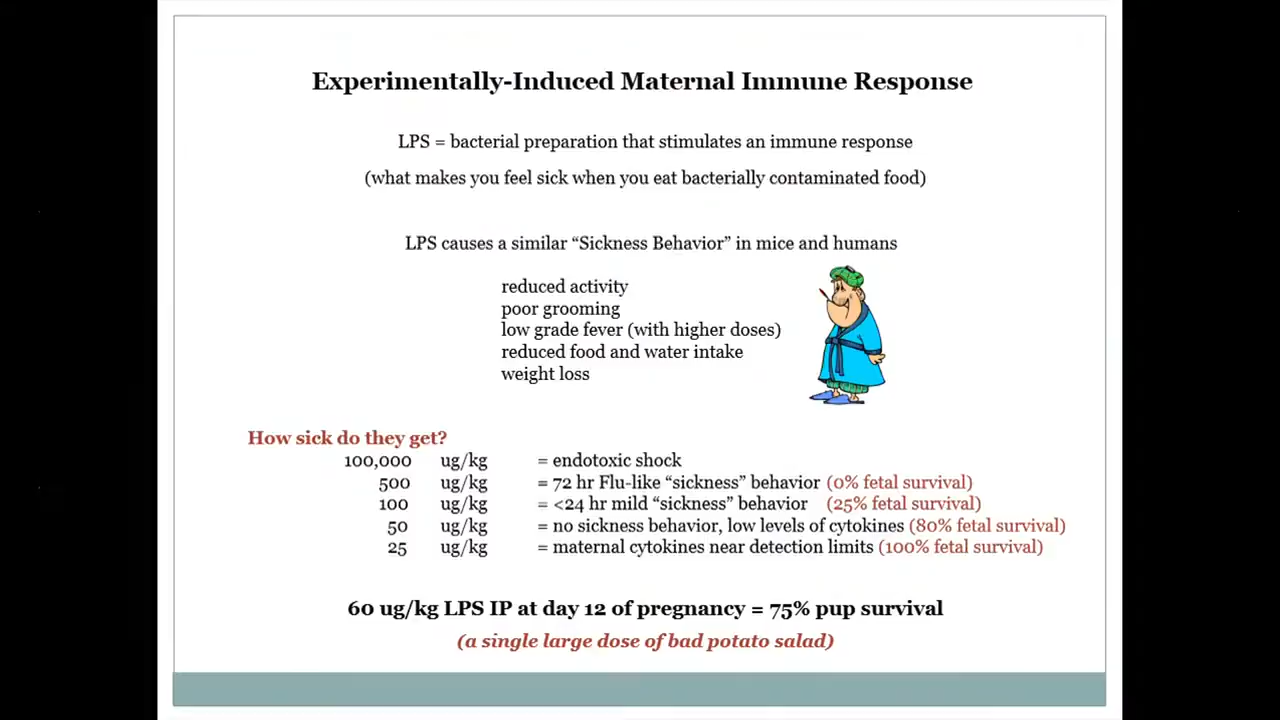 Experimentally-Induced Maternal Immune Response
LPS = bacterial preparation that stimulates an immune response
(what makes you feel sick when you eat bacterially contaminated food)
LPS causes a similar “Sickness Behavior” in mice and humans
reduced activity
poor grooming
low grade fever (with higher doses)
reduced food and water intake
weight loss
How sick do they get?
100,000 ug/kg = endotoxic shock
500 ug/kg = 72 hr Flu-like “sickness” behavior (0% fetal survival)
100 ug/kg = <24 hr mild “sickness” behavior (25% fetal survival)
50 ug/kg = no sickness behavior, low levels of cytokines (80% fetal survival)
25 ug/kg = maternal cytokines near detection limits (100% fetal survival)
60 ug/kg LPS IP at day 12 of pregnancy = 75% pup survival
(a single large dose of bad potato salad)